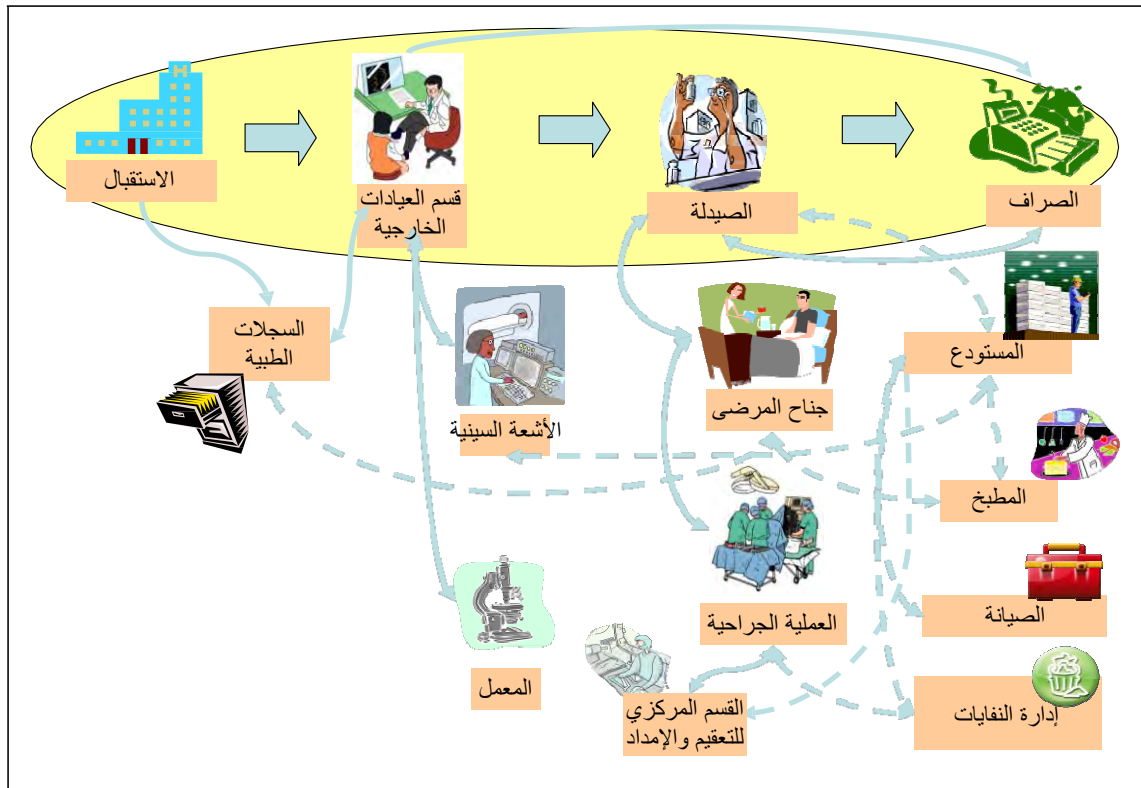 الاستقبال
قسم العيادات
الخارجية
الصيدلة
الصراف
السجلات
الطبية
المستودع
جناح المرضى
الأشعة السينية
المطبخ
الصيانة
العملية الجراحية
المعمل
القسم المركزي
للتعقيم والإمداد
إدارة النفايات